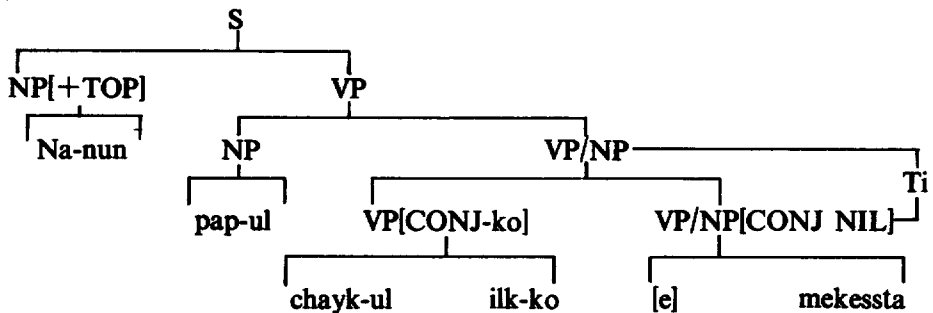 S
NP[+TOP] VP
Na-nun NP VP/NP
Ti
pap-ul VP[CONJ-ko] VP/NP[CONJ NIL]
chayk-ul ilk-ko [e] mekessta